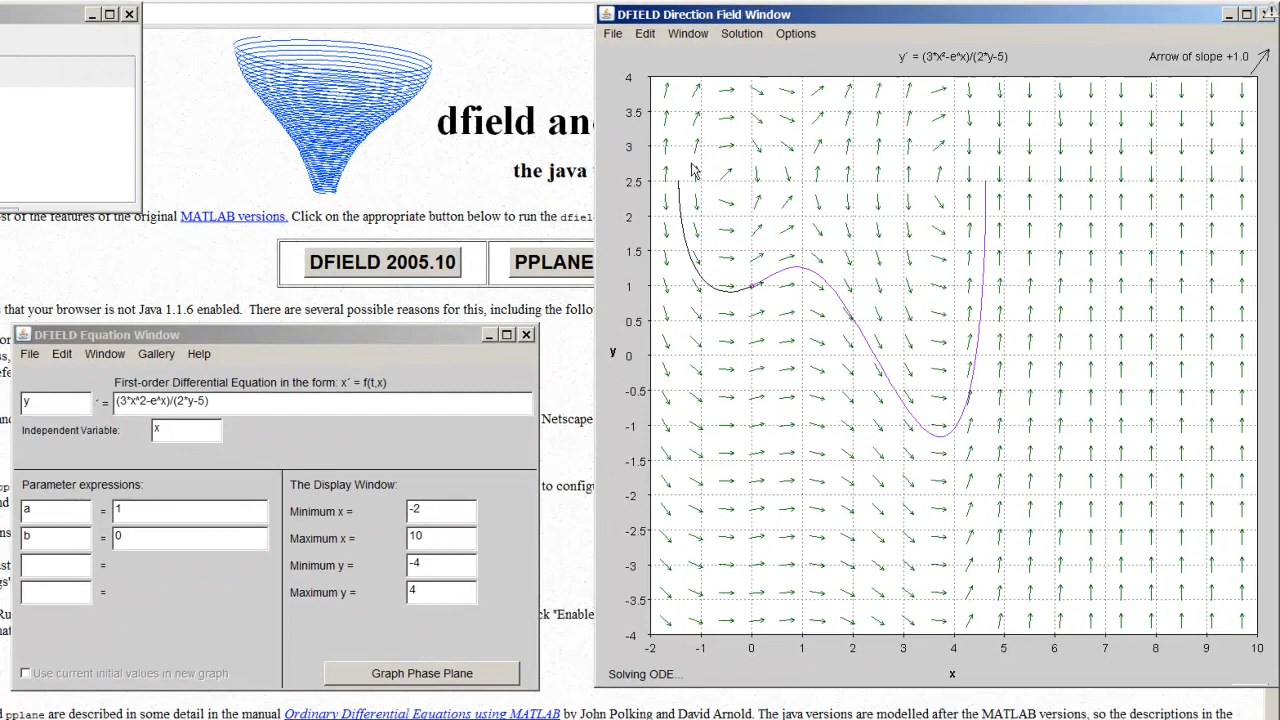 dfield an
the java
st of the features of the original MATLAB versions. Click on the appropriate button below to run the dfiel
DFIELD 2005.10
PPLANE
that your browser is not Java 1.1.6 enabled. There are several possible reasons for this, including the follo
DFIELD Equation Window
File Edit Window Gallery Help
First-order Differential Equation in the form: x´ = f(t,x)
y ´ = (3*x^2-e^x)/(2*y-5)
Independent Variable: x
Netscape
Parameter expressions:
The Display Window:
a = 1
Minimum x = -2
b = 0
Maximum x = 10
=
Minimum y = -4
=
Maximum y = 4
to config
ck "Enable
Use current initial values in new graph
Graph Phase Plane
d pplane are described in some detail in the manual Ordinary Differential Equations using MATLAB by John Polking and David Arnold. The java versions are modelled after the MATLAB versions, so the descriptions in the
DFIELD Direction Field Window
File Edit Window Solution Options
y´ = (3*x²-e^x)/(2*y-5)
Arrow of slope +1.0
4
3.5
3
2.5
2
1.5
1
0.5
y
0
-0.5
-1
-1.5
-2
-2.5
-3
-3.5
-4
-2 -1 0 1 2 3 4 5 6 7 8 9 10
x
Solving ODE...